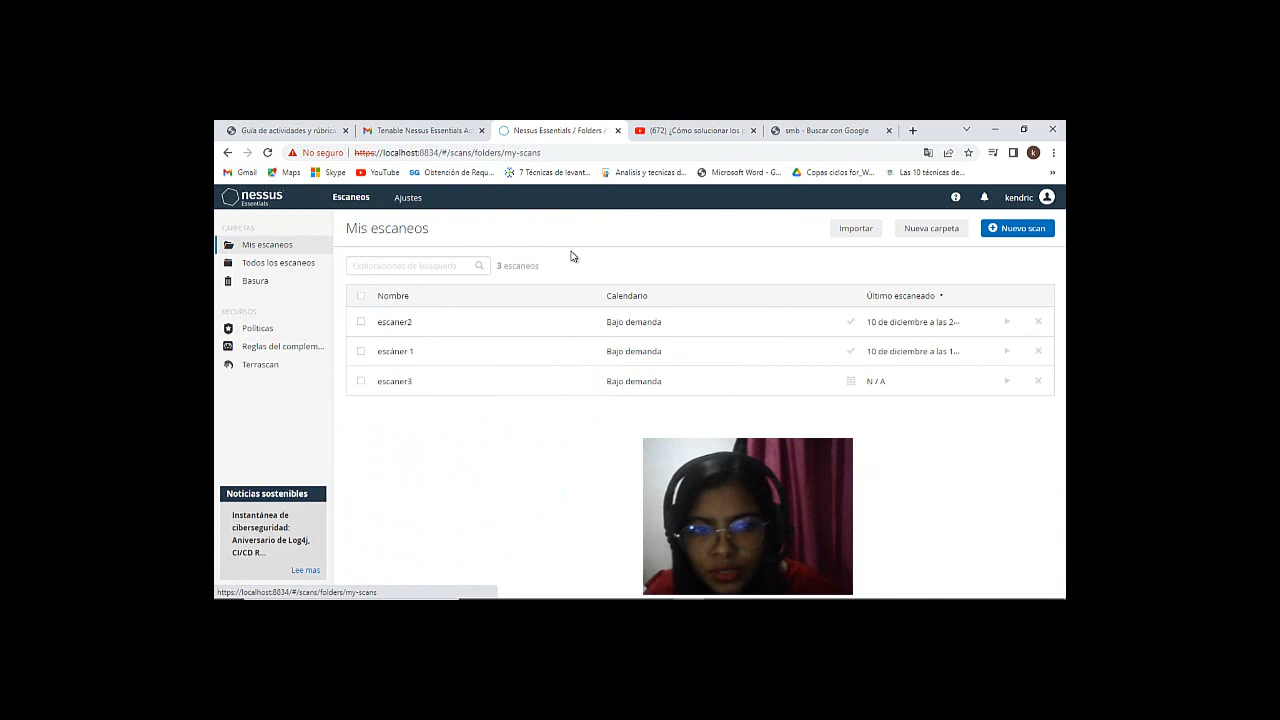 Guía de actividades y rúbrica
Tenable Nessus Essentials Ac
Nessus Essentials / Folders /
(672) ¿Cómo solucionar los
smb - Buscar con Google
No seguro https://localhost:8834/#/scans/folders/my-scans
Gmail Maps Skype YouTube Obtención de Requ... 7 Técnicas de levant... Analisis y tecnicas d... Microsoft Word - G... Copas ciclos for_W... Las 10 técnicas de... »
nessus Essentials Escaneos Ajustes kendric
CARPETAS
Mis escaneos
Todos los escaneos
Basura
RECURSOS
Políticas
Reglas del complem...
Terrascan
Noticias sostenibles
Instantánea de
ciberseguridad:
Aniversario de Log4j,
CI/CD R...
Lee mas
Mis escaneos Importar Nueva carpeta Nuevo scan
Exploraciones de búsqueda 3 escaneos
Nombre Calendario Último escaneado
escaner2 Bajo demanda 10 de diciembre a las 2...
escáner 1 Bajo demanda 10 de diciembre a las 1...
escaner3 Bajo demanda N / A
https://localhost:8834/#/scans/folders/my-scans